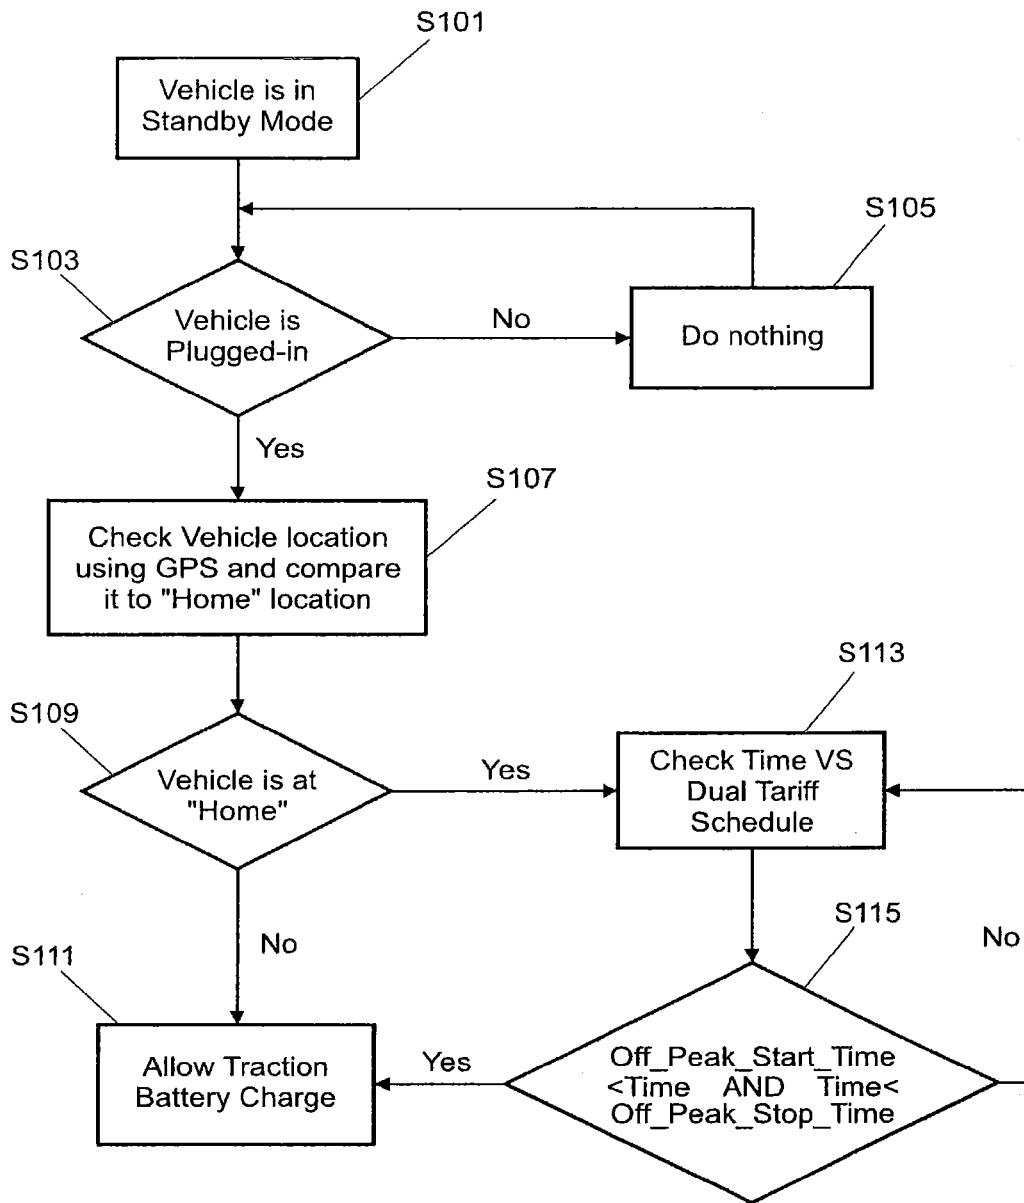 S101
Vehicle is in
Standby Mode
S105
S103
Vehicle is
Plugged-in
No
Do nothing
Yes
S107
Check Vehicle location
using GPS and compare
it to "Home" location
S113
S109
Vehicle is at
"Home"
Yes
Check Time VS
Dual Tariff
Schedule
S115
No
No
S111
Allow Traction
Battery Charge
Yes
Off_Peak_Start_Time
<Time AND Time<
Off_Peak_Stop_Time